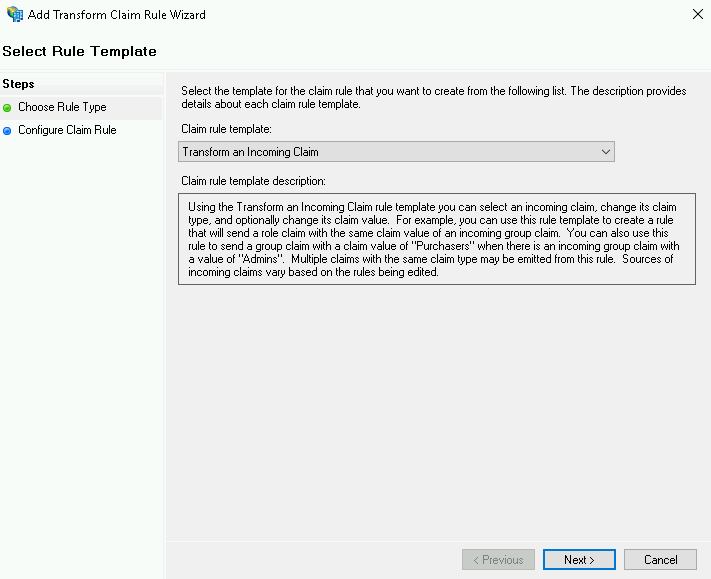 Add Transform Claim Rule Wizard
Select Rule Template
Steps
Choose Rule Type
Configure Claim Rule
Select the template for the claim rule that you want to create from the following list. The description provides
details about each claim rule template.
Claim rule template:
Transform an Incoming Claim
Claim rule template description:
Using the Transform an Incoming Claim rule template you can select an incoming claim, change its claim
type, and optionally change its claim value.  For example, you can use this rule template to create a rule
that will send a role claim with the same claim value of an incoming group claim.  You can also use this
rule to send a group claim with a claim value of "Purchasers" when there is an incoming group claim with
a value of "Admins".  Multiple claims with the same claim type may be emitted from this rule.  Sources of
incoming claims vary based on the rules being edited.
< Previous
Next >
Cancel